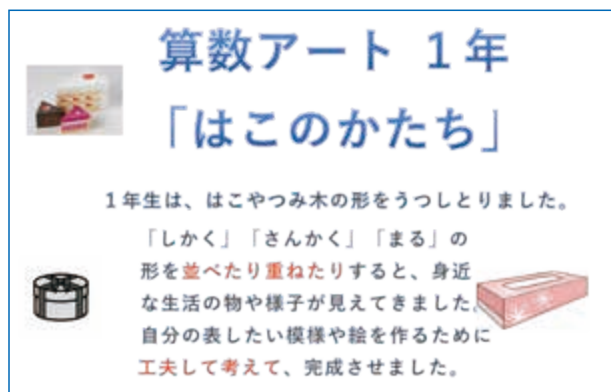 算数アート １年
「はこのかたち」
１年生は、はこやつみ木の形をうつしとりました。
「しかく」「さんかく」「まる」の
形を並べたり重ねたりすると、身近
な生活の物や様子が見えてきました。
自分の表したい模様や絵を作るために
工夫して考えて、完成させました。